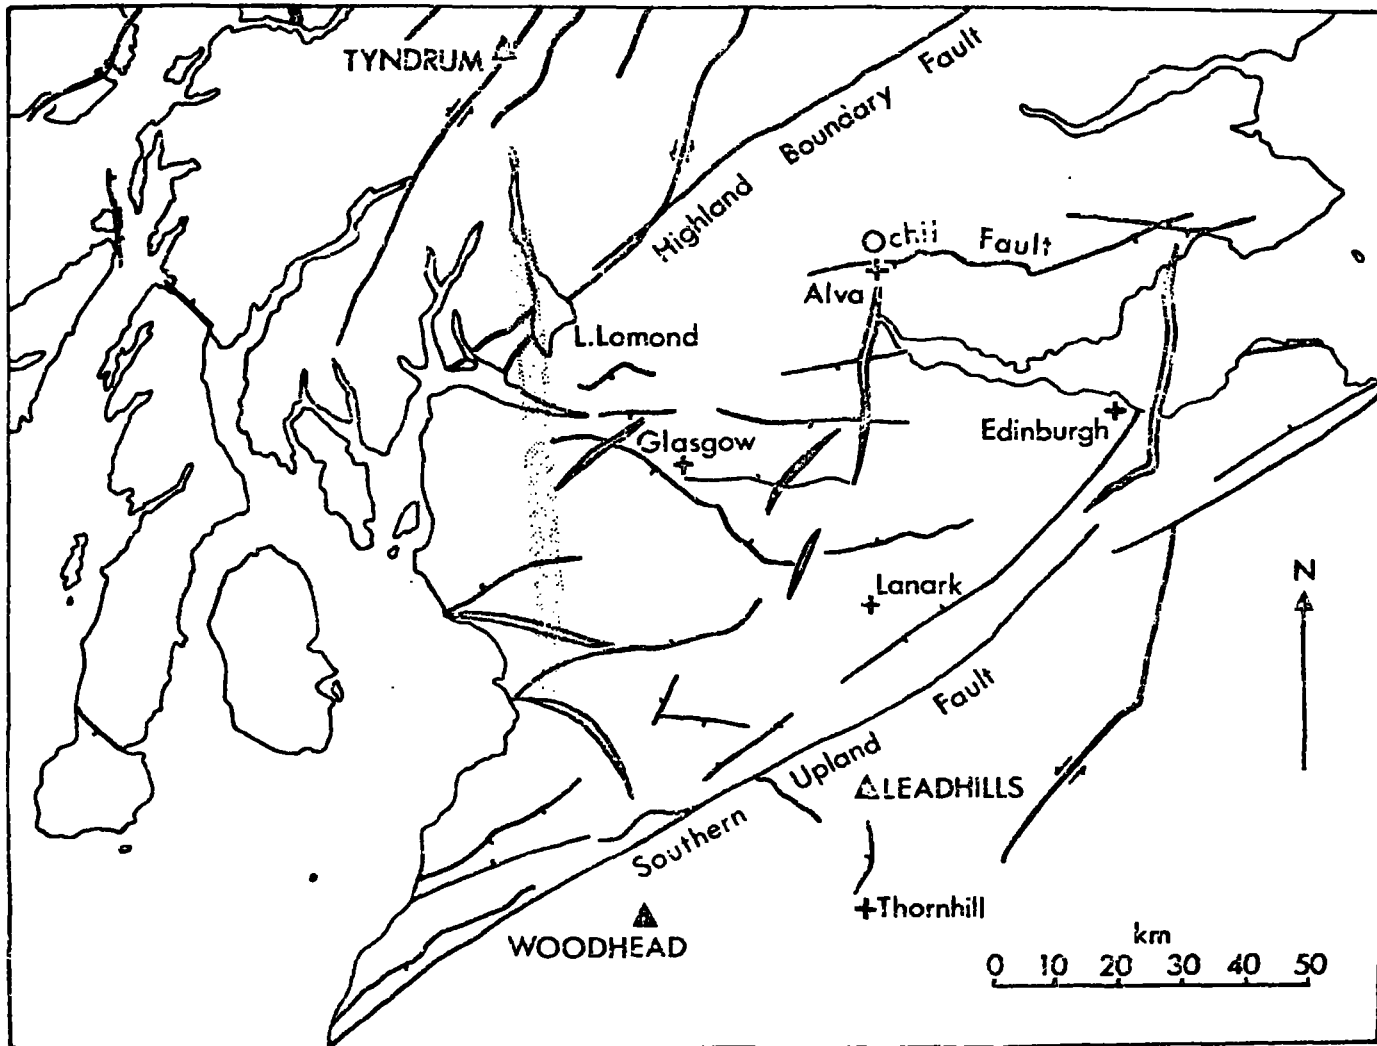 TYNDRUM
Highland Boundary Fault
Ochil Fault
Alva
L.Lomond
Glasgow
Edinburgh
Lanark
N
Southern Upland Fault
LEADHILLS
Thornhill
WOODHEAD
km
0 10 20 30 40 50